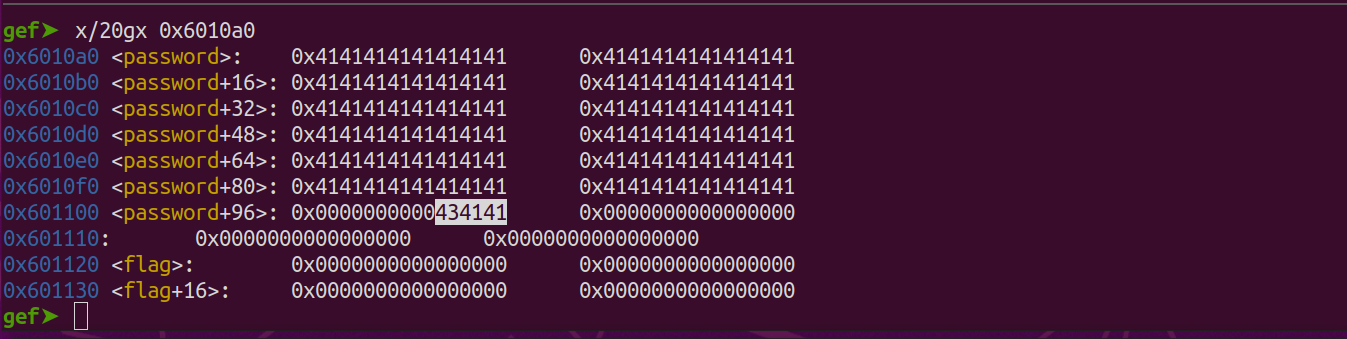 gef➤ x/20gx 0x6010a0
0x6010a0 <password>: 0x4141414141414141 0x4141414141414141
0x6010b0 <password+16>: 0x4141414141414141 0x4141414141414141
0x6010c0 <password+32>: 0x4141414141414141 0x4141414141414141
0x6010d0 <password+48>: 0x4141414141414141 0x4141414141414141
0x6010e0 <password+64>: 0x4141414141414141 0x4141414141414141
0x6010f0 <password+80>: 0x4141414141414141 0x4141414141414141
0x601100 <password+96>: 0x0000000000434141 0x0000000000000000
0x601110: 0x0000000000000000 0x0000000000000000
0x601120 <flag>: 0x0000000000000000 0x0000000000000000
0x601130 <flag+16>: 0x0000000000000000 0x0000000000000000
gef➤